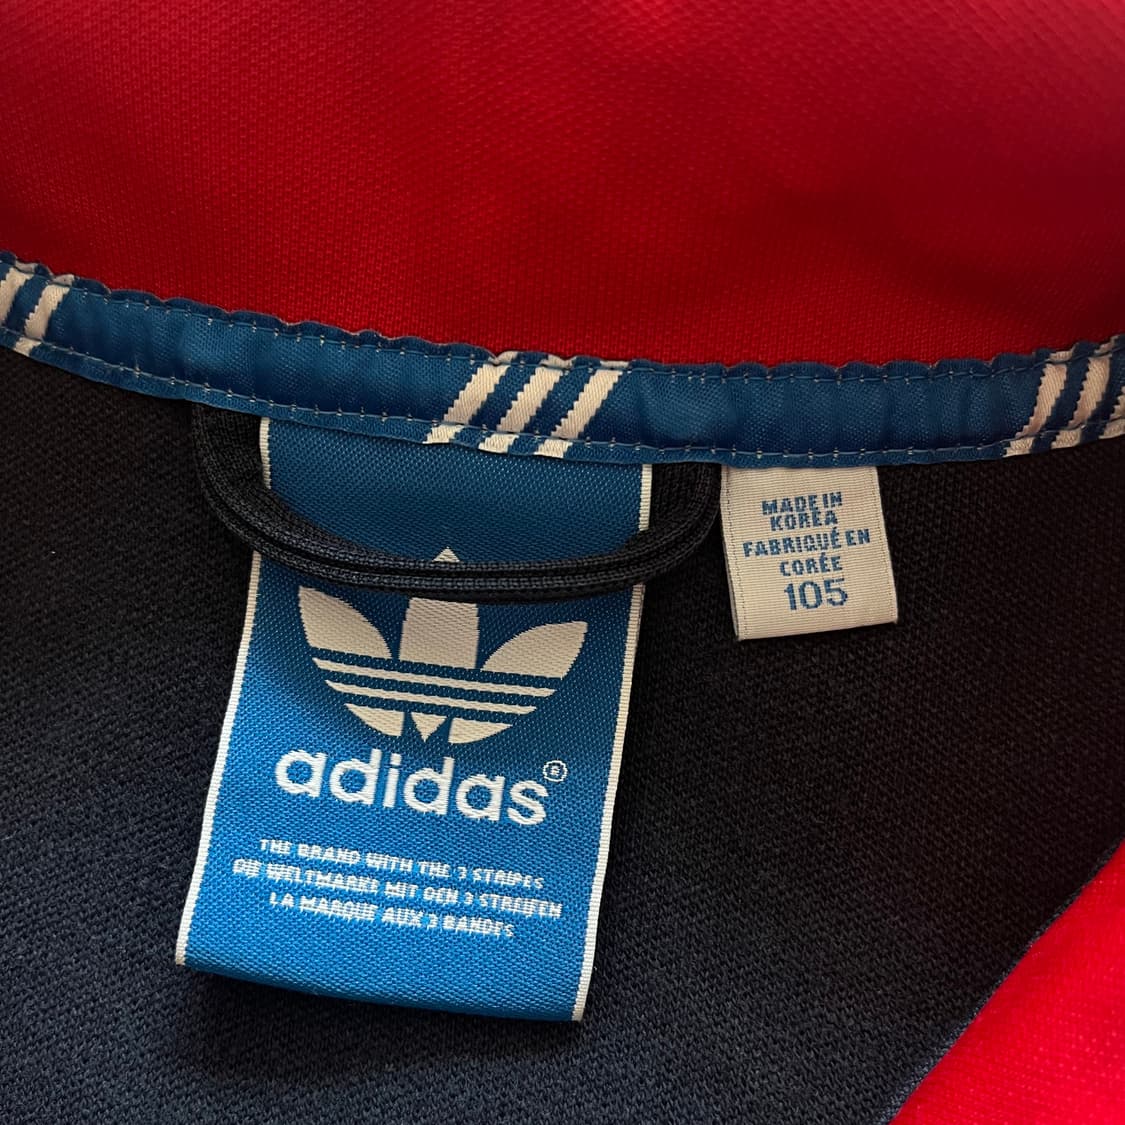 adidas®
THE BRAND WITH THE 3 STRIPES
DIE WELTMARKE MIT DEN 3 STREIFEN
LA MARQUE AUX 3 BANDES
MADE IN
KOREA
FABRIQUÉ EN
CORÉE
105